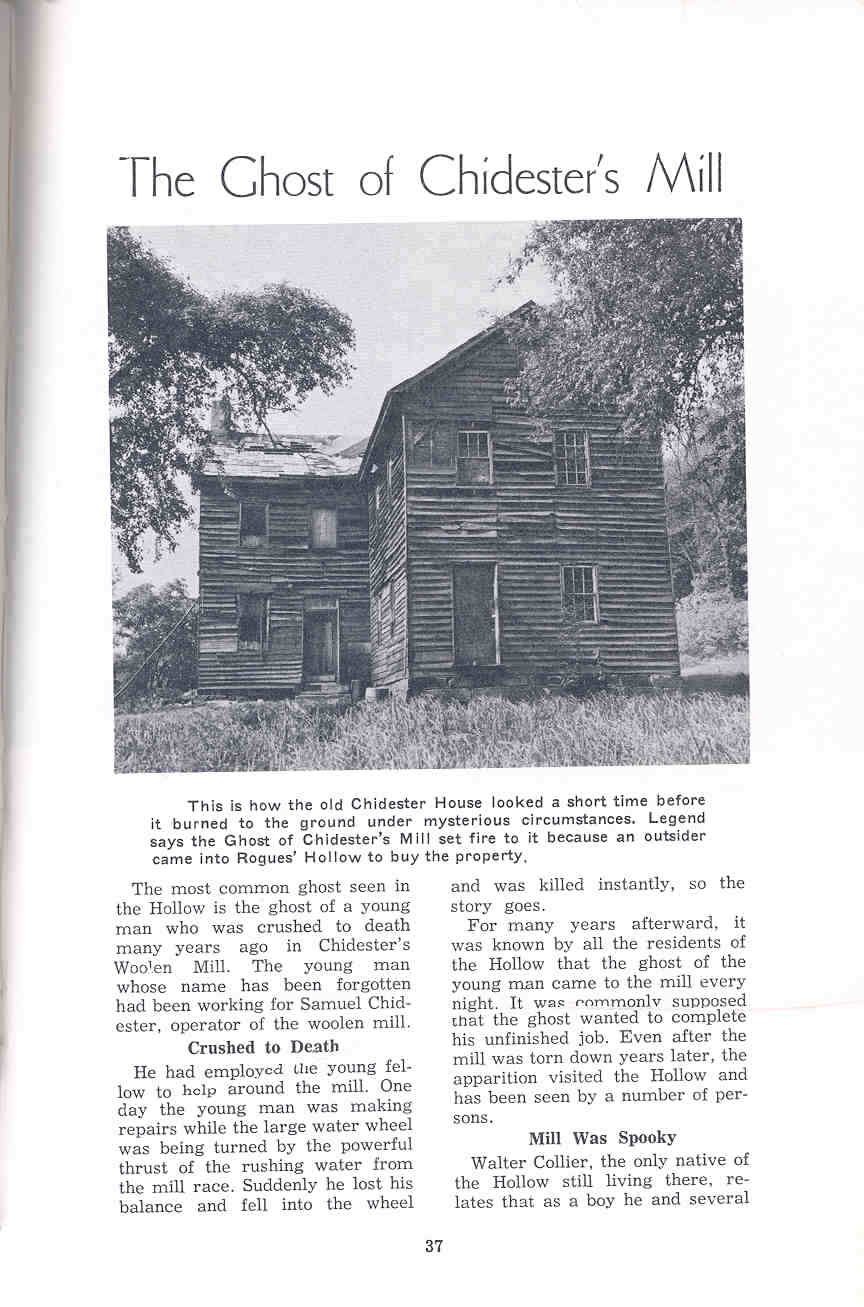 The Ghost of Chidester's Mill
This is how the old Chidester House looked a short time before
it burned to the ground under mysterious circumstances. Legend
says the Ghost of Chidester's Mill set fire to it because an outsider
came into Rogues' Hollow to buy the property.
The most common ghost seen in
the Hollow is the ghost of a young
man who was crushed to death
many years ago in Chidester's
Woolen Mill. The young man
whose name has been forgotten
had been working for Samuel Chid-
ester, operator of the woolen mill.
Crushed to Death
He had employed the young fel-
low to help around the mill. One
day the young man was making
repairs while the large water wheel
was being turned by the powerful
thrust of the rushing water from
the mill race. Suddenly he lost his
balance and fell into the wheel
and was killed instantly, so the
story goes.
For many years afterward, it
was known by all the residents of
the Hollow that the ghost of the
young man came to the mill every
night. It was commonly supposed
that the ghost wanted to complete
his unfinished job. Even after the
mill was torn down years later, the
apparition visited the Hollow and
has been seen by a number of per-
sons.
Mill Was Spooky
Walter Collier, the only native of
the Hollow still living there, re-
lates that as a boy he and several
37